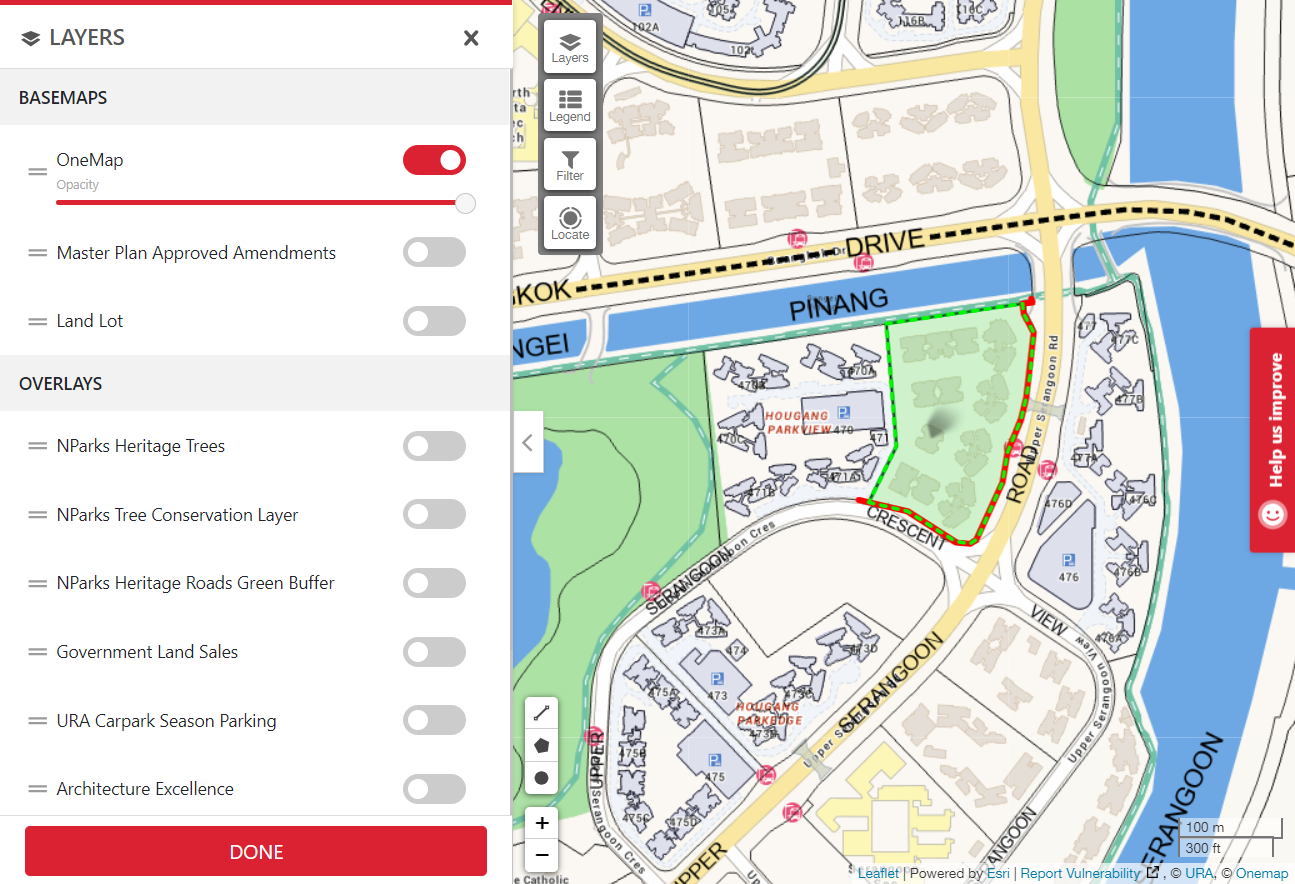 LAYERS
BASEMAPS
OneMap
Opacity
Master Plan Approved Amendments
Land Lot
OVERLAYS
NParks Heritage Trees
NParks Tree Conservation Layer
NParks Heritage Roads Green Buffer
Government Land Sales
URA Carpark Season Parking
Architecture Excellence
DONE
Layers
Legend
Filter
Locate
102A
116B
DRIVE
KOK
PINANG
NGEI
470A
HOUGANG
PARKVIEW
470
470C
471
471A
471B
477
477C
477B
477A
476D
476C
476
476B
476A
Upper Serangoon Rd
ROAD
CRESCENT
SERANGOON
VIEW
Upper Serangoon View
473A
474
473D
473
473C
HOUGANG
PARKEDGE
473B
475A
475B
475
475C
475D
UPPER
Upper Serangoon Cres
SERANGOON
UPPER
SERANGOON
ERANGOON
Help us improve
+
−
100 m
300 ft
e Catholic
Leaflet | Powered by Esri | Report Vulnerability , © URA, © Onemap